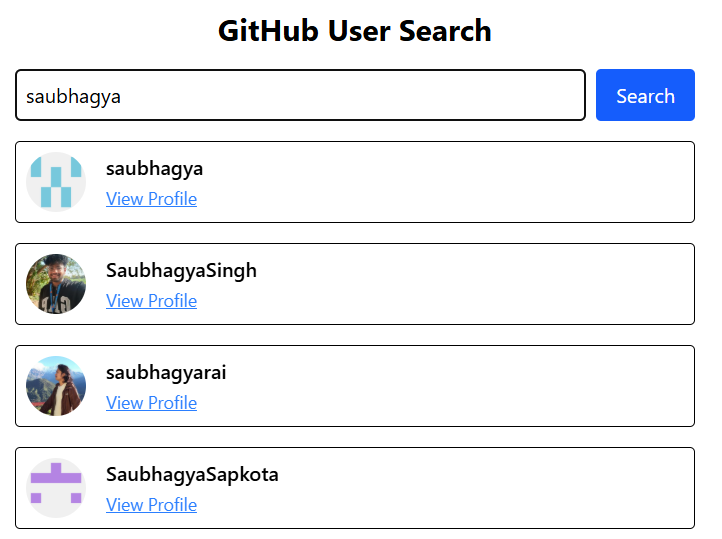 GitHub User Search
saubhagya
Search
saubhagya
View Profile
SaubhagyaSingh
View Profile
saubhagyarai
View Profile
SaubhagyaSapkota
View Profile